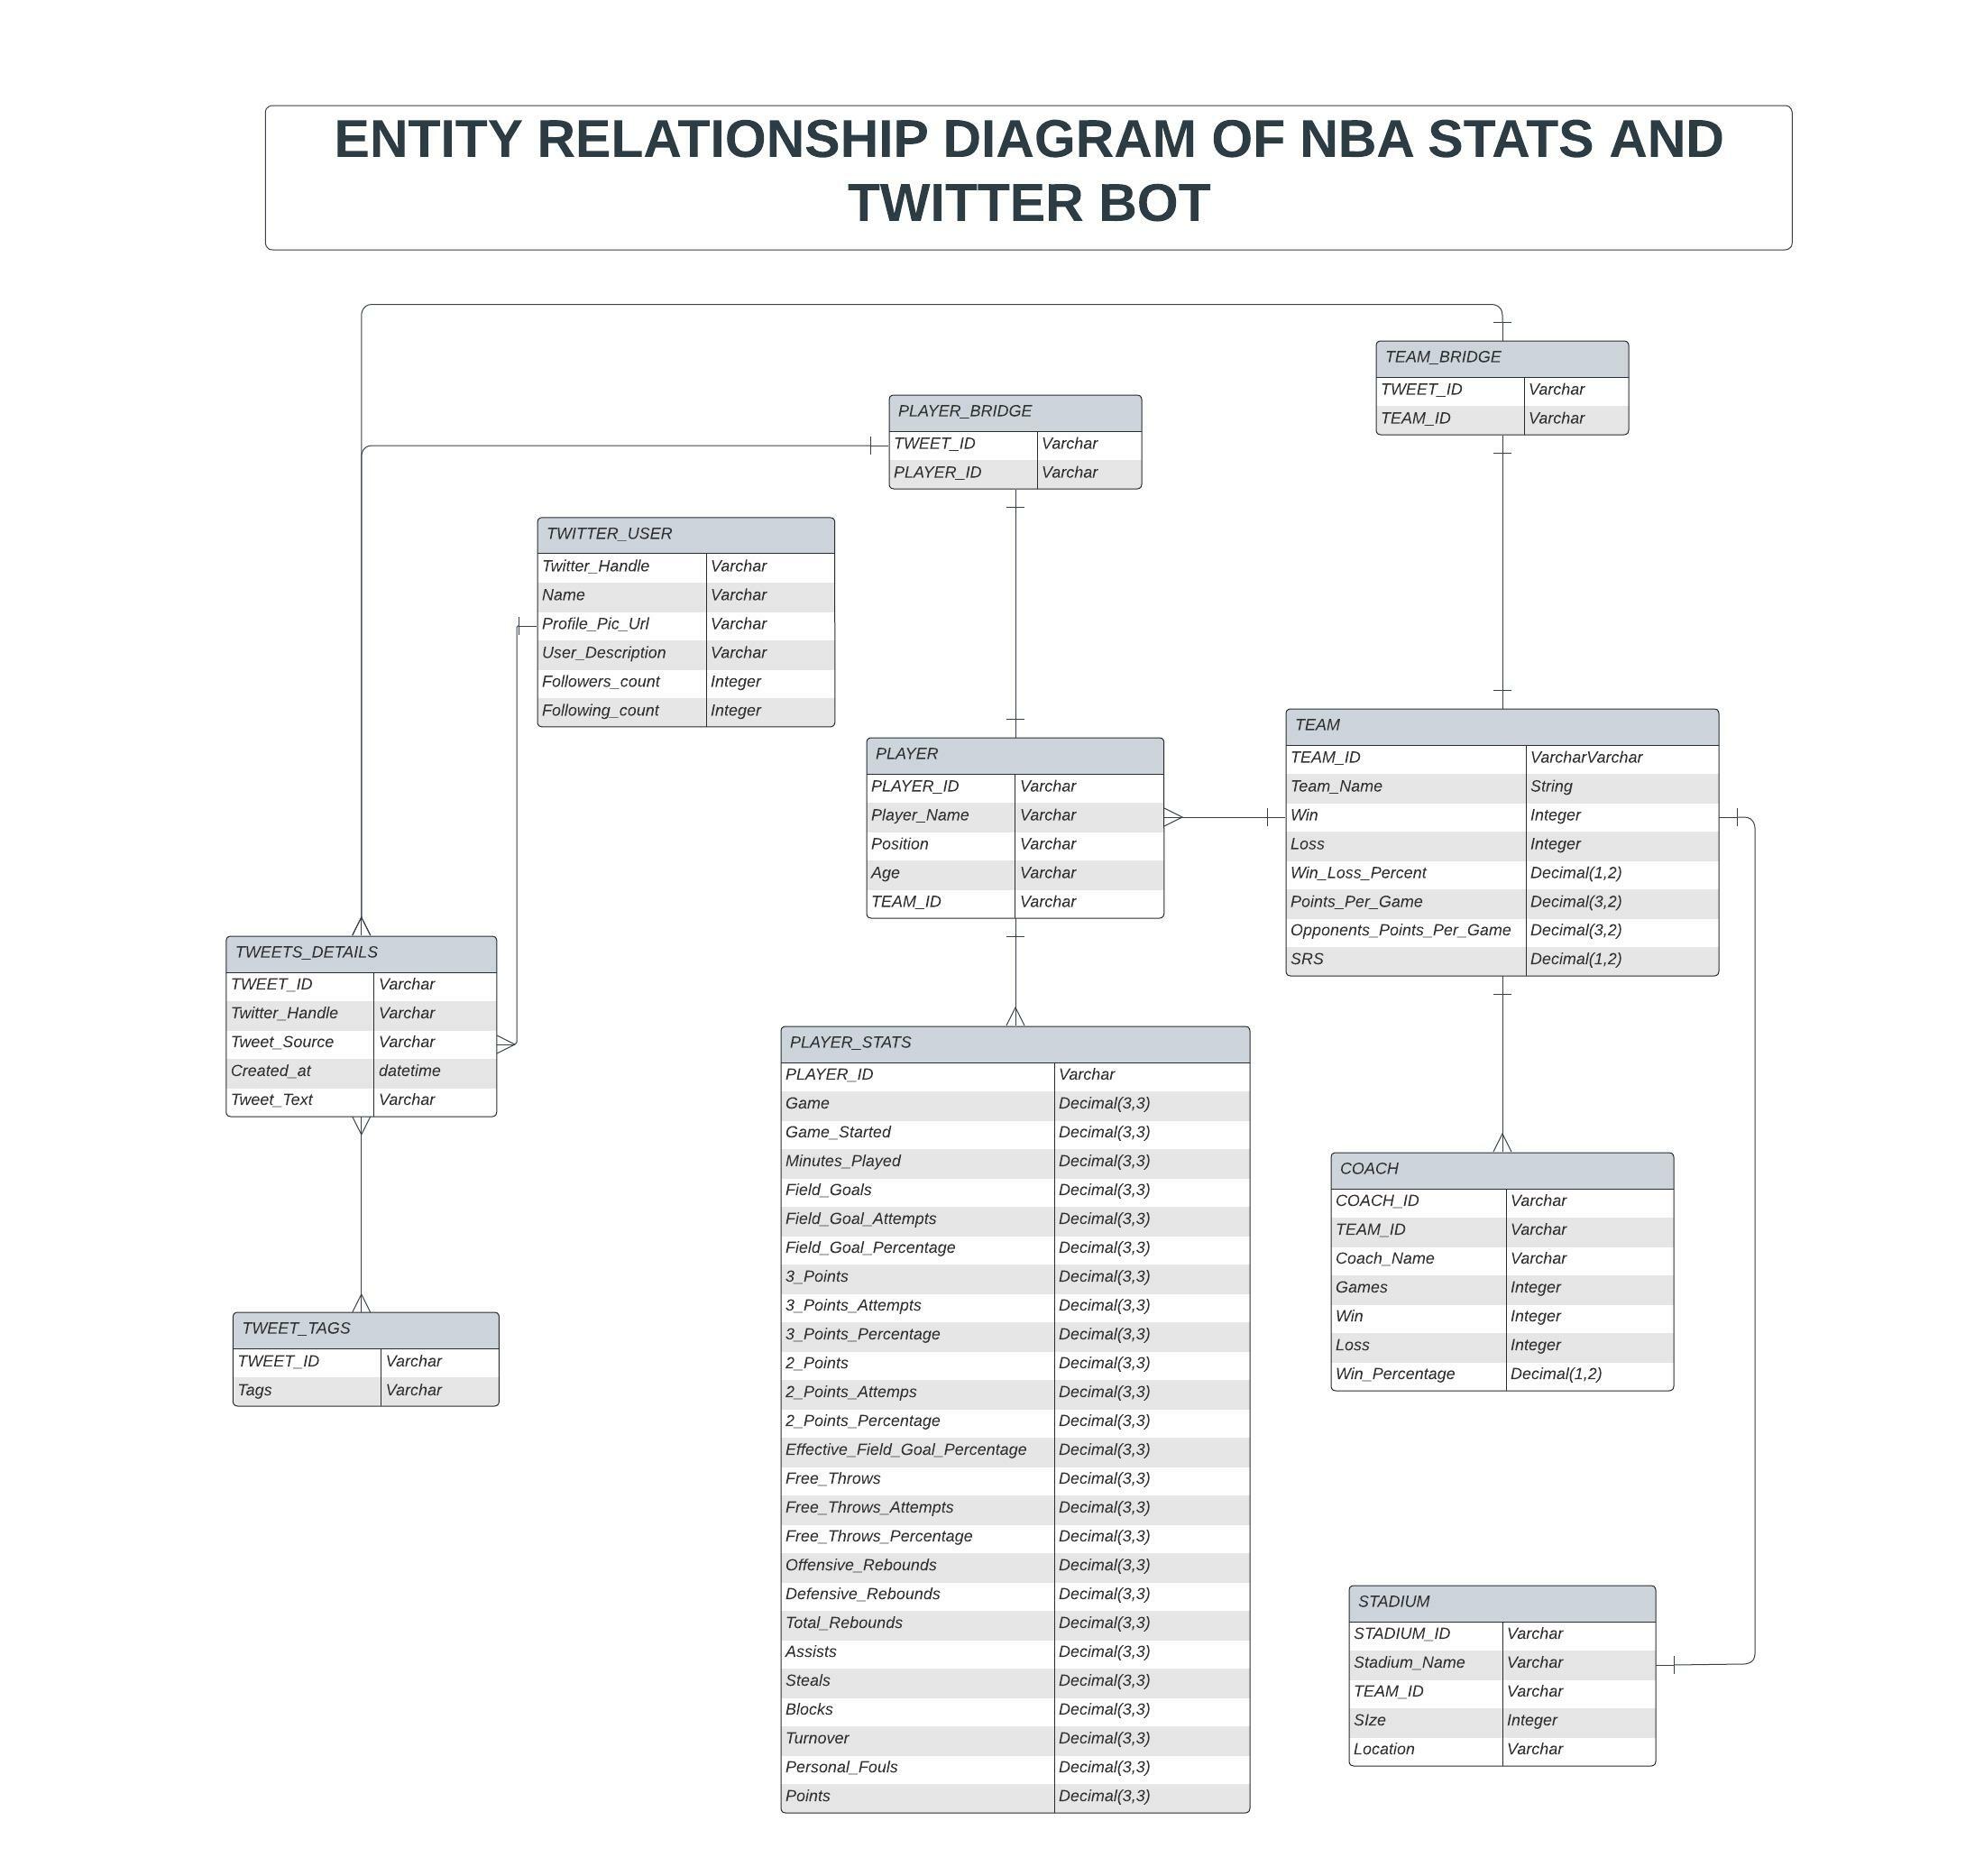 ENTITY RELATIONSHIP DIAGRAM OF NBA STATS AND
TWITTER BOT
TEAM_BRIDGE
TWEET_ID Varchar
TEAM_ID Varchar
PLAYER_BRIDGE
TWEET_ID Varchar
PLAYER_ID Varchar
TWITTER_USER
Twitter_Handle Varchar
Name Varchar
Profile_Pic_Url Varchar
User_Description Varchar
Followers_count Integer
Following_count Integer
PLAYER
PLAYER_ID Varchar
Player_Name Varchar
Position Varchar
Age Varchar
TEAM_ID Varchar
TEAM
TEAM_ID VarcharVarchar
Team_Name String
Win Integer
Loss Integer
Win_Loss_Percent Decimal(1,2)
Points_Per_Game Decimal(3,2)
Opponents_Points_Per_Game Decimal(3,2)
SRS Decimal(1,2)
TWEETS_DETAILS
TWEET_ID Varchar
Twitter_Handle Varchar
Tweet_Source Varchar
Created_at datetime
Tweet_Text Varchar
TWEET_TAGS
TWEET_ID Varchar
Tags Varchar
PLAYER_STATS
PLAYER_ID Varchar
Game Decimal(3,3)
Game_Started Decimal(3,3)
Minutes_Played Decimal(3,3)
Field_Goals Decimal(3,3)
Field_Goal_Attempts Decimal(3,3)
Field_Goal_Percentage Decimal(3,3)
3_Points Decimal(3,3)
3_Points_Attempts Decimal(3,3)
3_Points_Percentage Decimal(3,3)
2_Points Decimal(3,3)
2_Points_Attemps Decimal(3,3)
2_Points_Percentage Decimal(3,3)
Effective_Field_Goal_Percentage Decimal(3,3)
Free_Throws Decimal(3,3)
Free_Throws_Attempts Decimal(3,3)
Free_Throws_Percentage Decimal(3,3)
Offensive_Rebounds Decimal(3,3)
Defensive_Rebounds Decimal(3,3)
Total_Rebounds Decimal(3,3)
Assists Decimal(3,3)
Steals Decimal(3,3)
Blocks Decimal(3,3)
Turnover Decimal(3,3)
Personal_Fouls Decimal(3,3)
Points Decimal(3,3)
COACH
COACH_ID Varchar
TEAM_ID Varchar
Coach_Name Varchar
Games Integer
Win Integer
Loss Integer
Win_Percentage Decimal(1,2)
STADIUM
STADIUM_ID Varchar
Stadium_Name Varchar
TEAM_ID Varchar
SIze Integer
Location Varchar